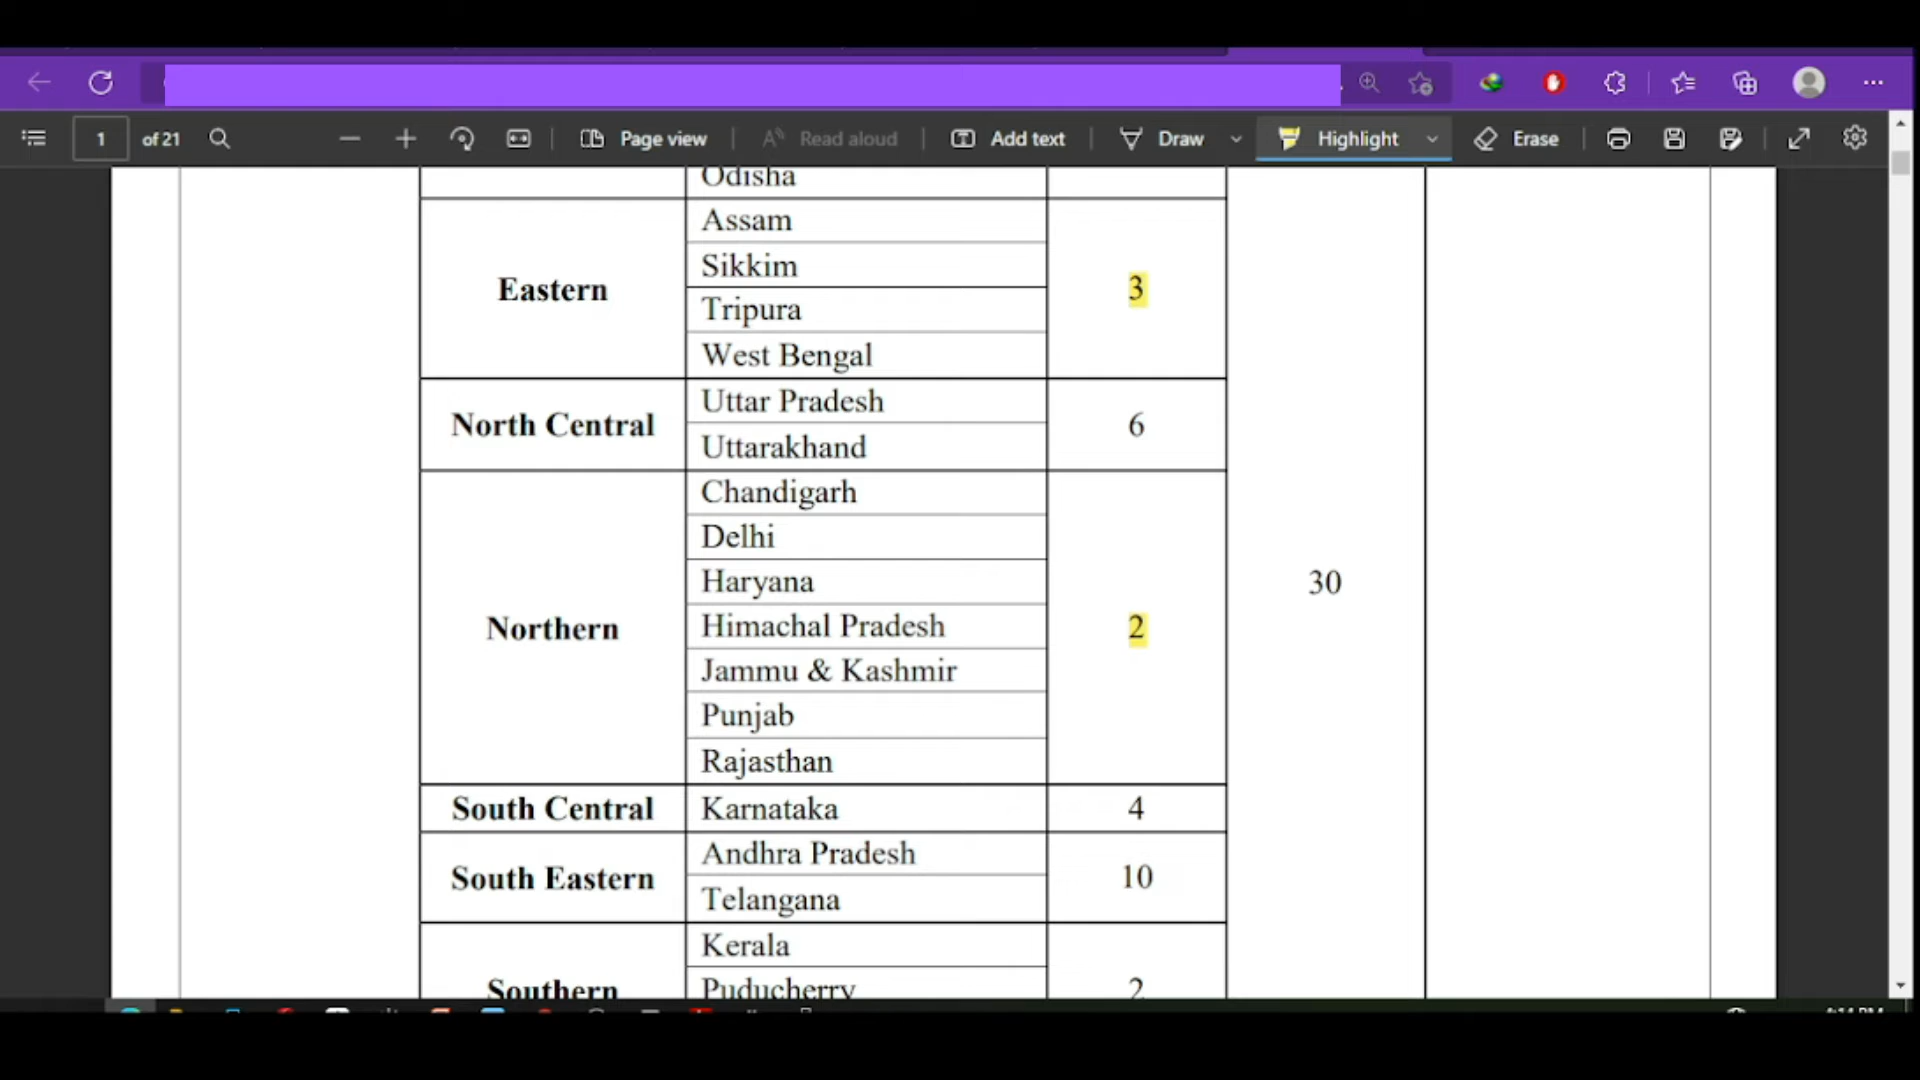 1 of 21 Page view Read aloud Add text Draw Highlight Erase
Odisha
Eastern
Assam
Sikkim
Tripura
West Bengal
3
North Central
Uttar Pradesh
Uttarakhand
6
Northern
Chandigarh
Delhi
Haryana
Himachal Pradesh
Jammu & Kashmir
Punjab
Rajasthan
2
30
South Central
Karnataka
4
South Eastern
Andhra Pradesh
Telangana
10
Southern
Kerala
Puducherry
2